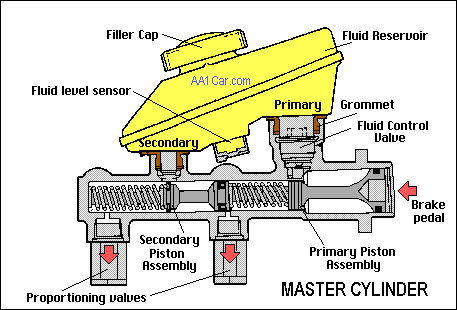 Filler Cap
Fluid Reservoir
AA1Car.com
Fluid level sensor
Primary
Grommet
Secondary
Fluid Control
Valve
Brake
pedal
Secondary
Piston
Assembly
Primary Piston
Assembly
Proportioning valves
MASTER CYLINDER